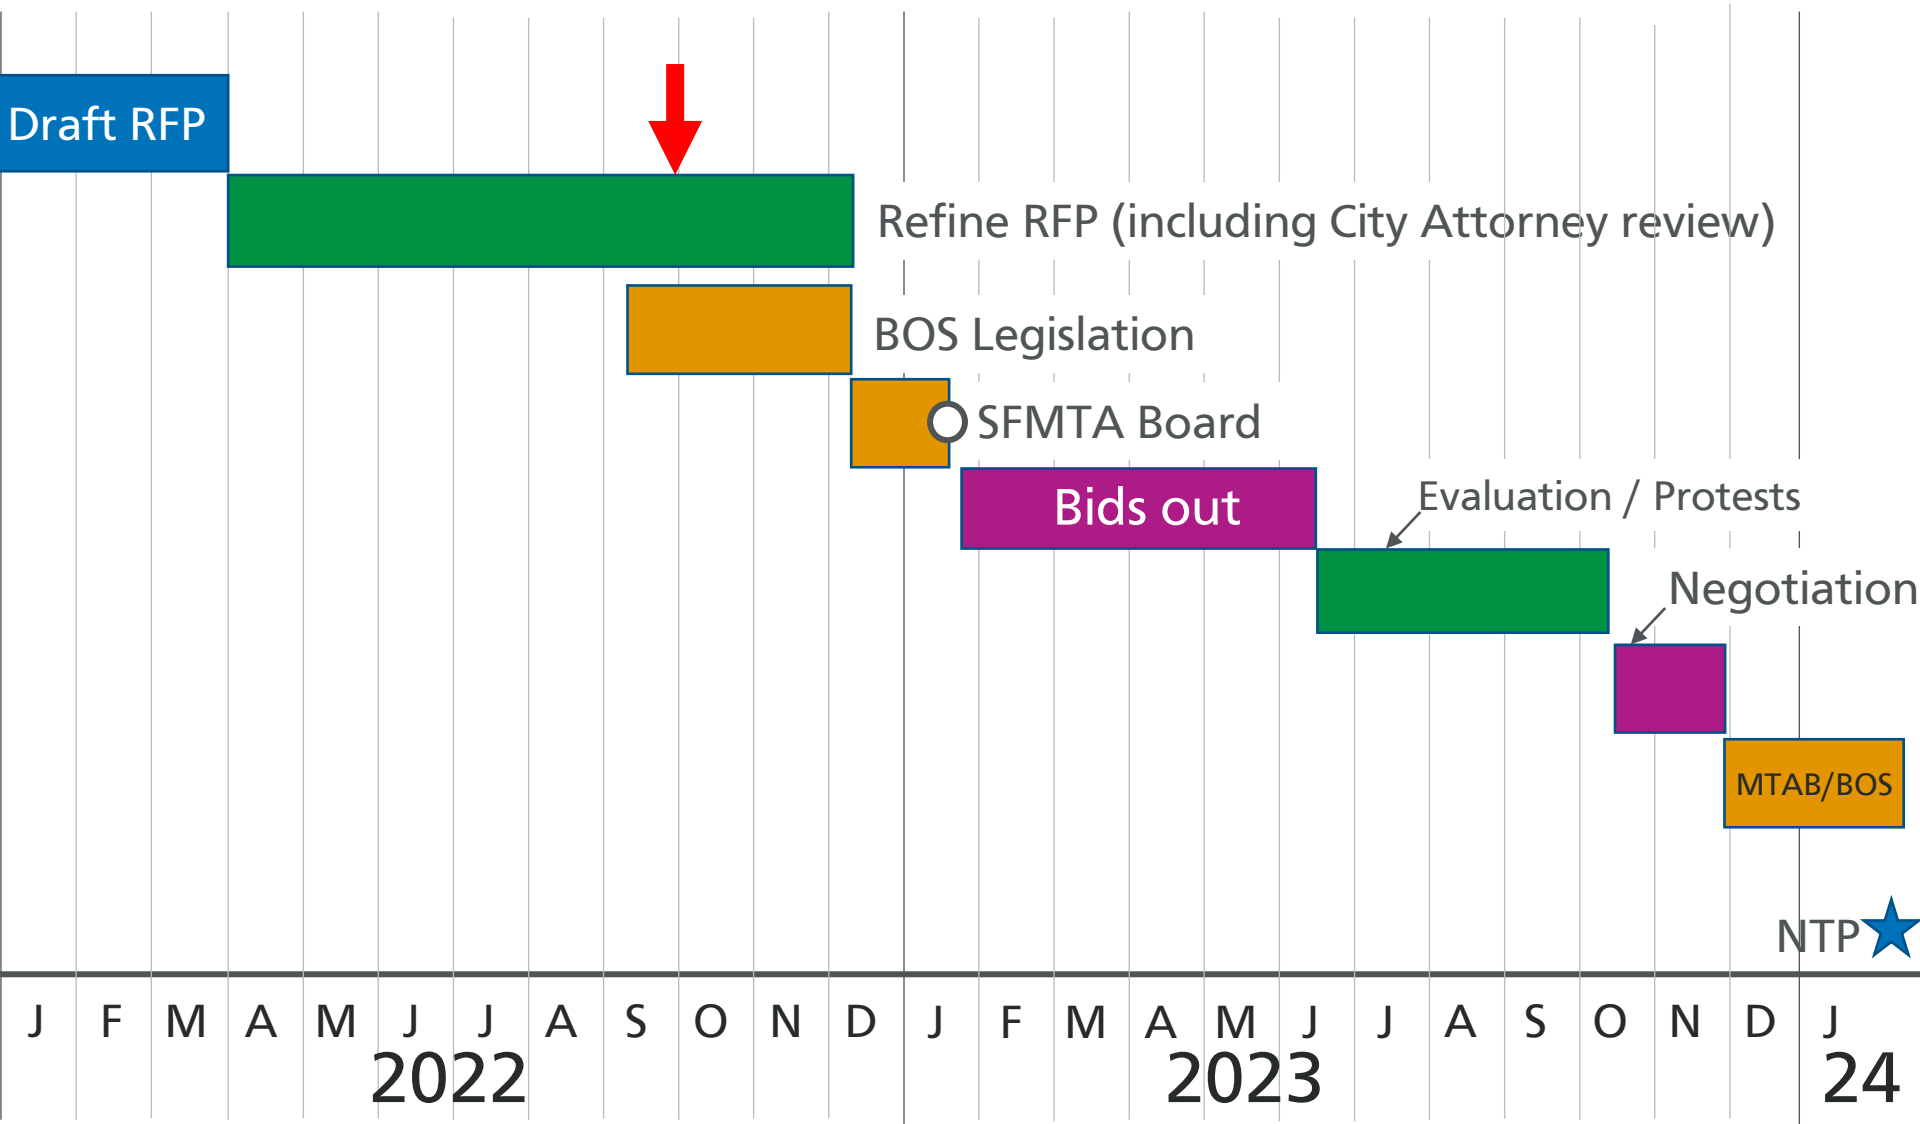 Draft RFP
Refine RFP (including City Attorney review)
BOS Legislation
SFMTA Board
Bids out
Evaluation / Protests
Negotiation
MTAB/BOS
NTP
J F M A M J J A S O N D J F M A M J J A S O N D J
2022 2023 24